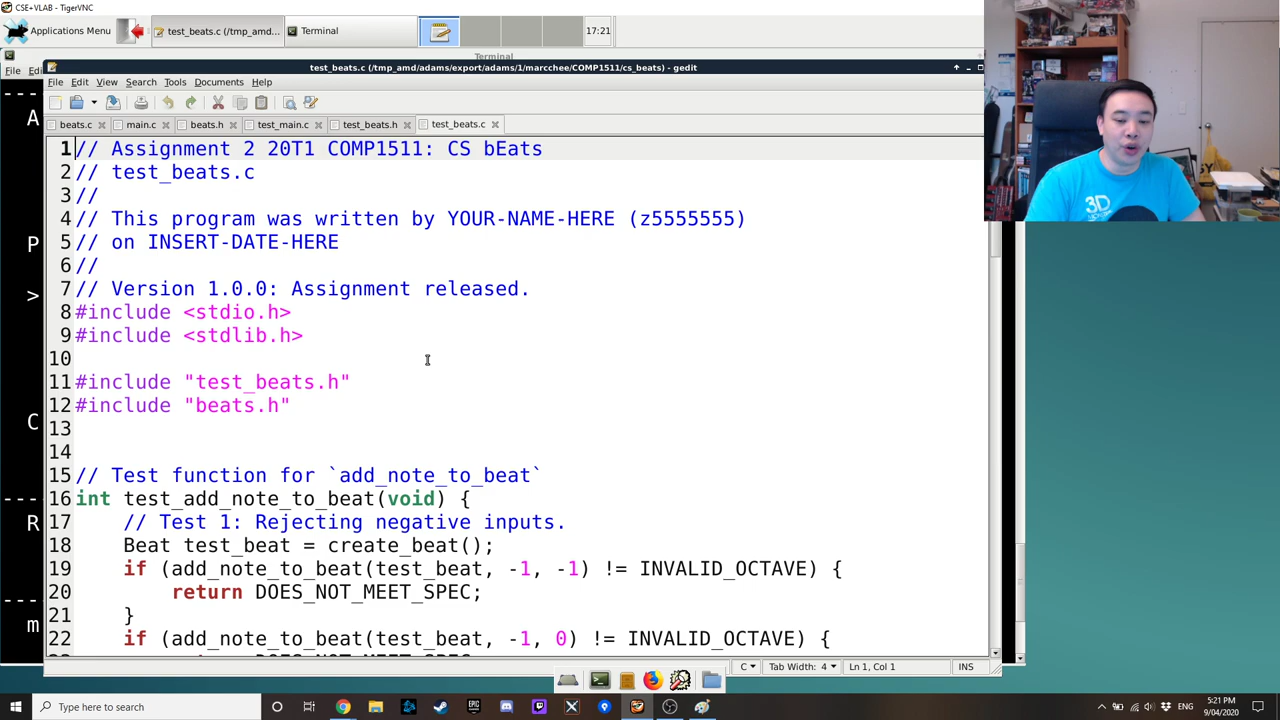 CSE+VLAB - TigerVNC
Applications Menu
test_beats.c (/tmp_amd...
Terminal
17:21
Terminal
File Edi
test_beats.c (/tmp_amd/adams/export/adams/1/marcchee/COMP1511/cs_beats) - gedit
File Edit View Search Tools Documents Help
beats.c main.c beats.h test_main.c test_beats.h test_beats.c
1 // Assignment 2 20T1 COMP1511: CS bEats
2 // test_beats.c
3 //
4 // This program was written by YOUR-NAME-HERE (z5555555)
5 // on INSERT-DATE-HERE
6 //
7 // Version 1.0.0: Assignment released.
8 #include <stdio.h>
9 #include <stdlib.h>
10
11 #include "test_beats.h"
12 #include "beats.h"
13
14
15 // Test function for `add_note_to_beat`
16 int test_add_note_to_beat(void) {
17 // Test 1: Rejecting negative inputs.
18 Beat test_beat = create_beat();
19 if (add_note_to_beat(test_beat, -1, -1) != INVALID_OCTAVE) {
20 return DOES_NOT_MEET_SPEC;
21 }
22 if (add_note_to_beat(test_beat, -1, 0) != INVALID_OCTAVE) {
A
P
>
C
R
m
C Tab Width: 4 Ln 1, Col 1 INS
3D
Type here to search
5:21 PM
9/04/2020